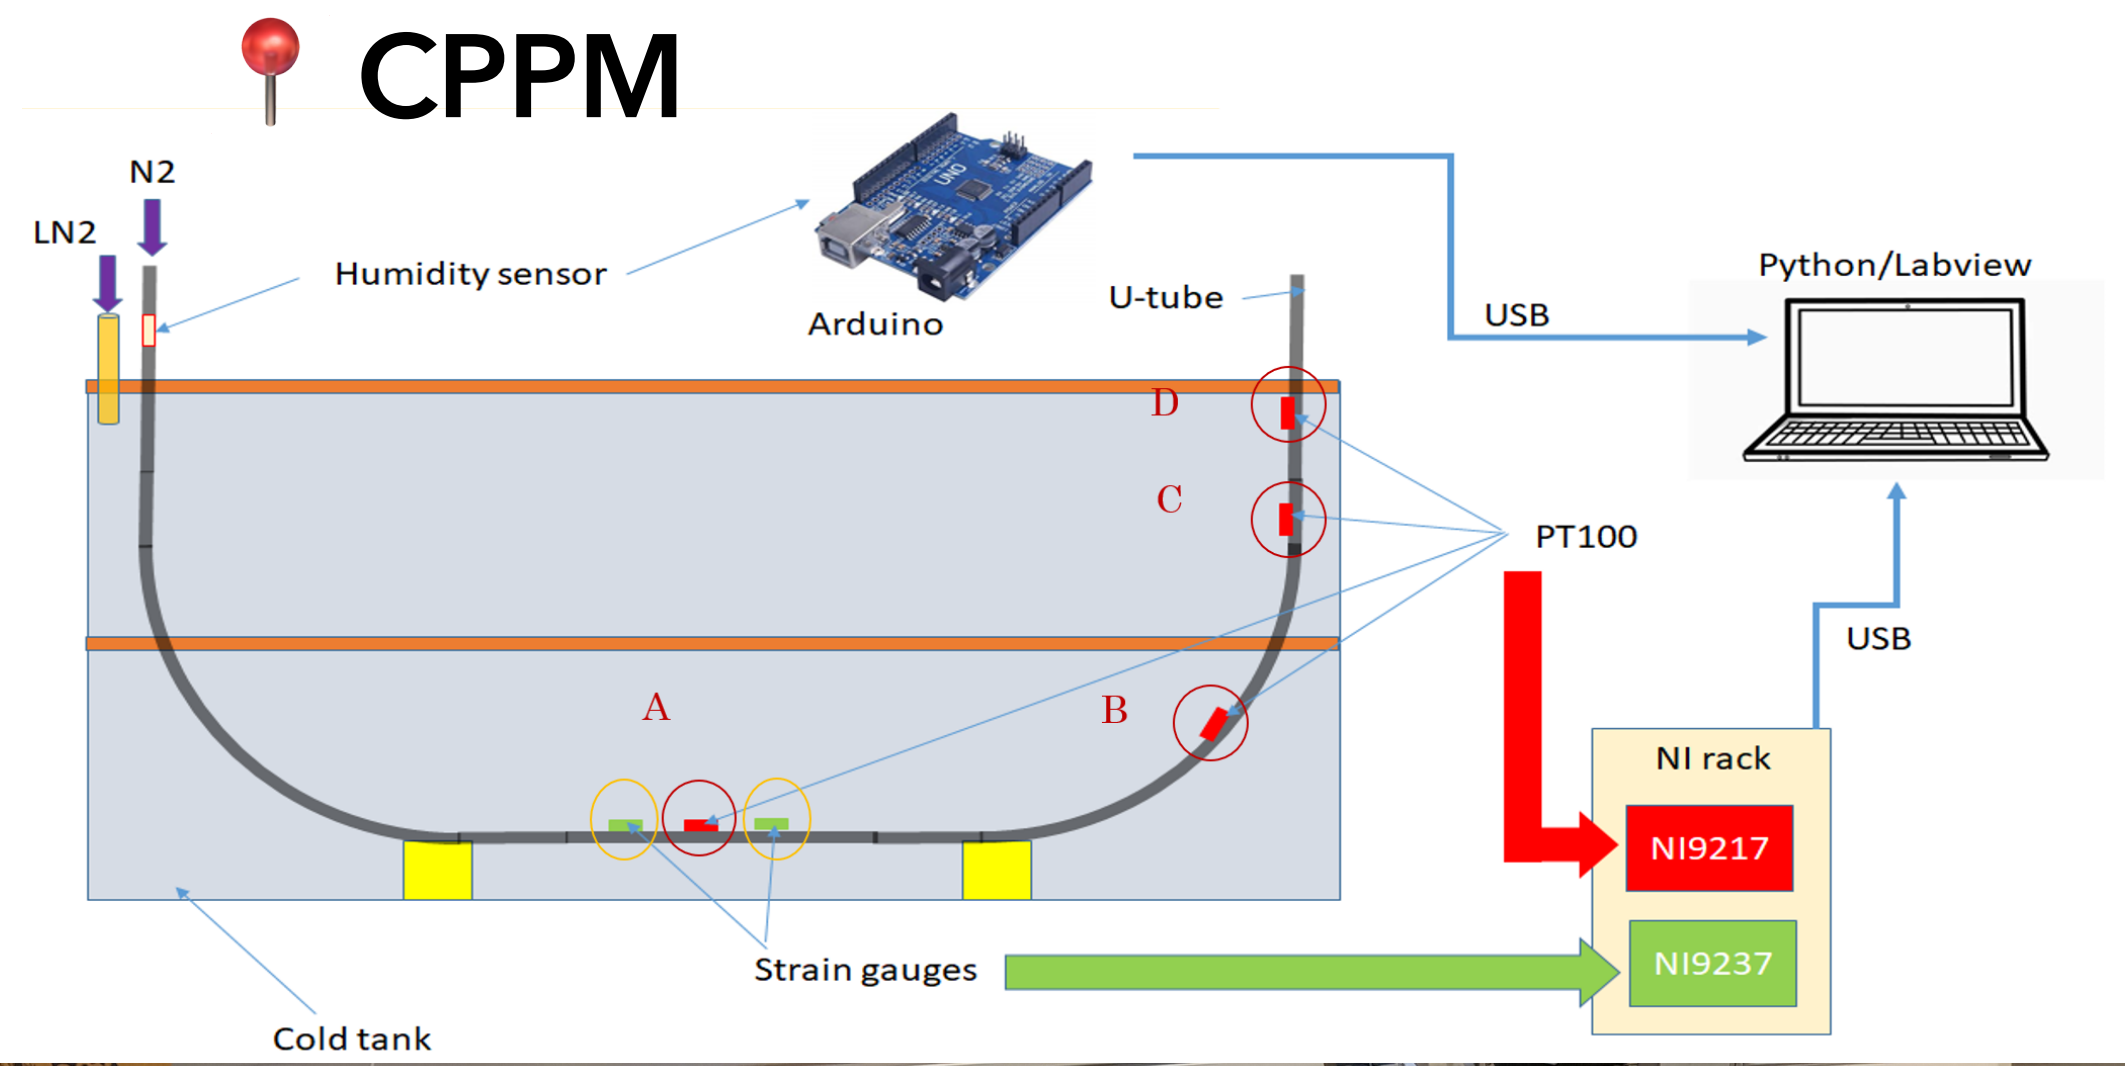 CPPM
N2
LN2
Humidity sensor
UNO
Arduino
U-tube
USB
Python/Labview
D
C
PT100
USB
A
B
NI rack
NI9217
NI9237
Strain gauges
Cold tank